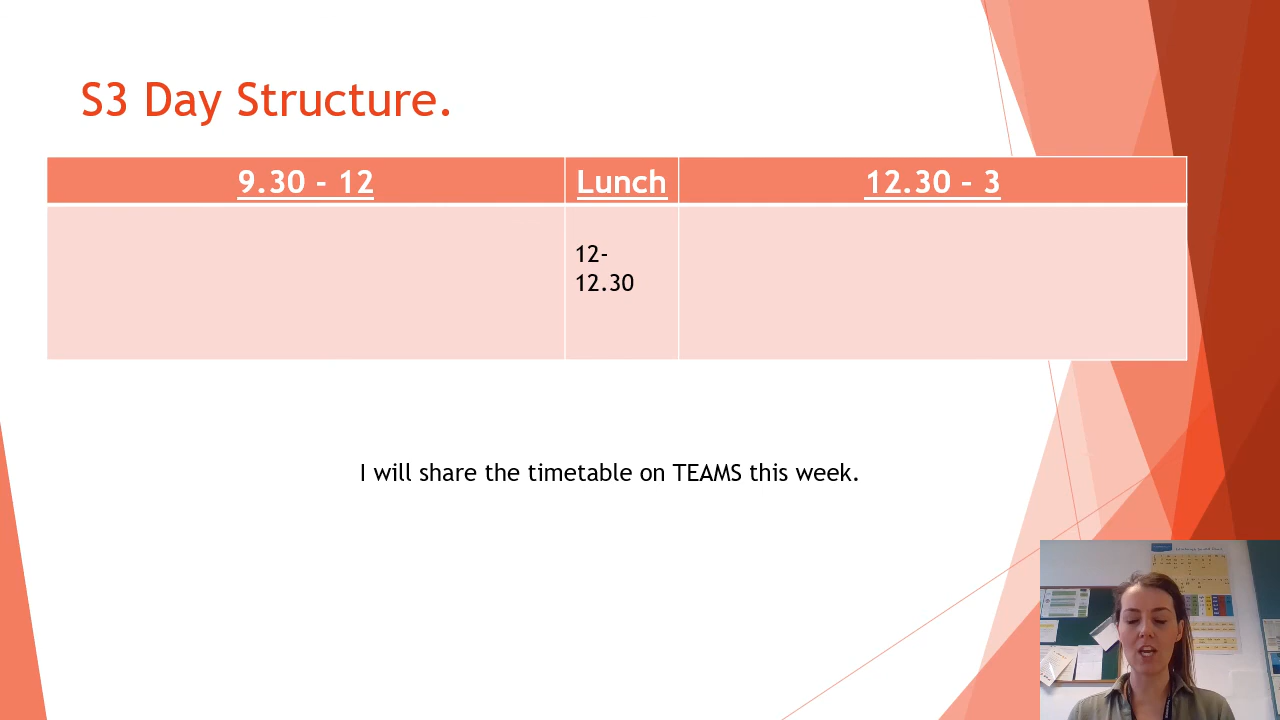 S3 Day Structure.
9.30 - 12
Lunch
12.30 - 3
12-
12.30
I will share the timetable on TEAMS this week.